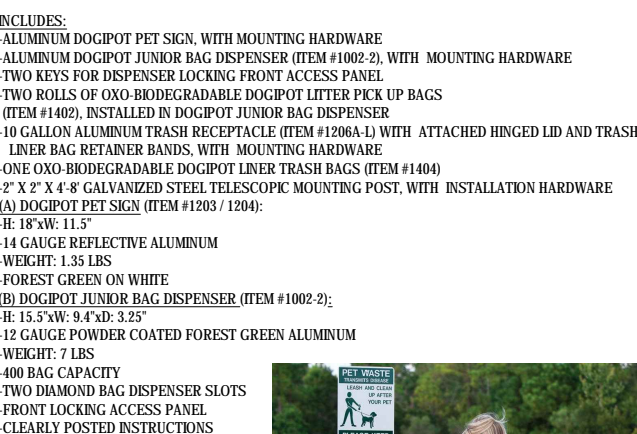 INCLUDES:
-ALUMINUM DOGIPOT PET SIGN, WITH MOUNTING HARDWARE
-ALUMINUM DOGIPOT JUNIOR BAG DISPENSER (ITEM #1002-2), WITH MOUNTING HARDWARE
-TWO KEYS FOR DISPENSER LOCKING FRONT ACCESS PANEL
-TWO ROLLS OF OXO-BIODEGRADABLE DOGIPOT LITTER PICK UP BAGS
(ITEM #1402), INSTALLED IN DOGIPOT JUNIOR BAG DISPENSER
-10 GALLON ALUMINUM TRASH RECEPTACLE (ITEM #1206A-L) WITH ATTACHED HINGED LID AND TRASH
LINER BAG RETAINER BANDS, WITH MOUNTING HARDWARE
-ONE OXO-BIODEGRADABLE DOGIPOT LINER TRASH BAGS (ITEM #1404)
-2" X 2" X 4'-8' GALVANIZED STEEL TELESCOPIC MOUNTING POST, WITH INSTALLATION HARDWARE
(A) DOGIPOT PET SIGN (ITEM #1203 / 1204):
-H: 18"xW: 11.5"
-14 GAUGE REFLECTIVE ALUMINUM
-WEIGHT: 1.35 LBS
-FOREST GREEN ON WHITE
(B) DOGIPOT JUNIOR BAG DISPENSER (ITEM #1002-2):
-H: 15.5"xW: 9.4"xD: 3.25"
-12 GAUGE POWDER COATED FOREST GREEN ALUMINUM
-WEIGHT: 7 LBS
-400 BAG CAPACITY
-TWO DIAMOND BAG DISPENSER SLOTS
-FRONT LOCKING ACCESS PANEL
-CLEARLY POSTED INSTRUCTIONS
PET WASTE
TRANSMITS DISEASE
LEASH AND CLEAN
UP AFTER
YOUR PET